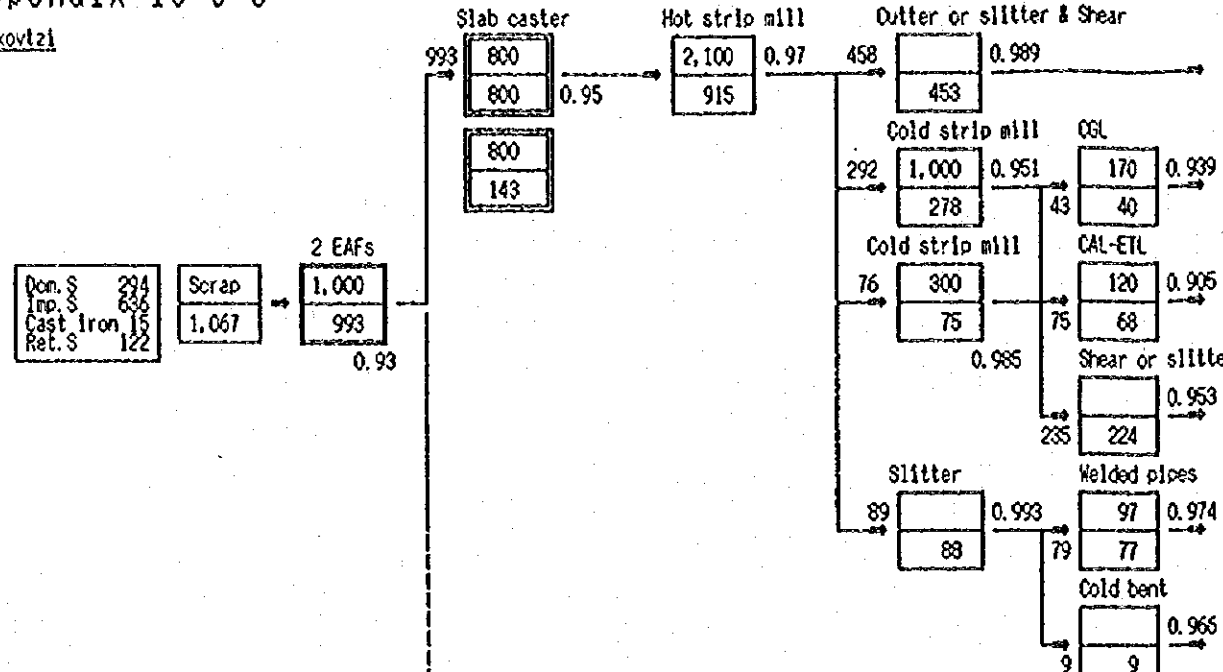 Slab caster
Hot strip mill
Cutter or slitter & Shear
993
800
800
0.95
2,100
0.97
915
458
0.989
453
800
143
Cold strip mill
CGL
292
1,000
0.951
278
43
170
0.939
40
2 EAFs
Cold strip mill
CAL-ETL
Dom. S 294
Imp. S 636
Cast iron 15
Ret. S 122
Scrap
1,067
1,000
993
0.93
76
300
75
0.985
75
120
0.905
68
Shear or slitte
0.953
235
224
Slitter
Welded pipes
89
0.993
88
79
97
0.974
77
Cold bent
0.966
9
9